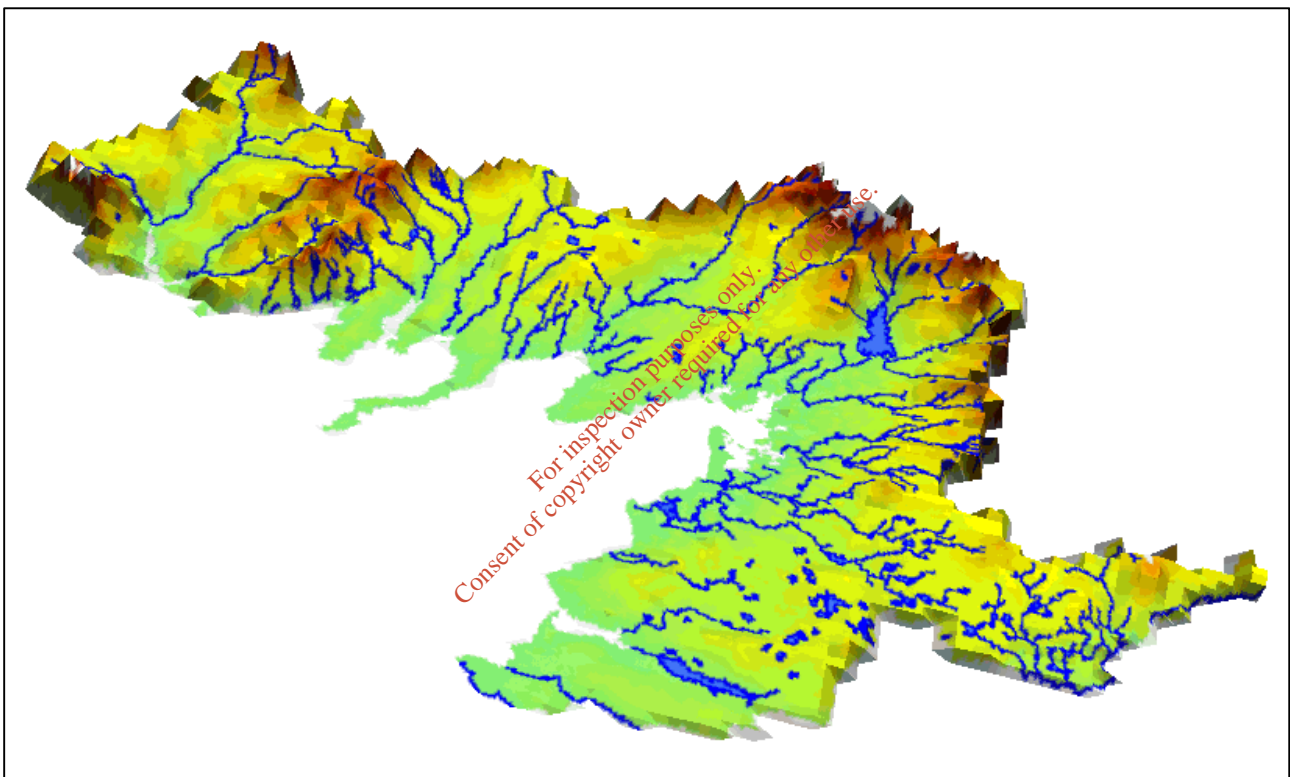 For inspection purposes only.
Consent of copyright owner required for any other use.